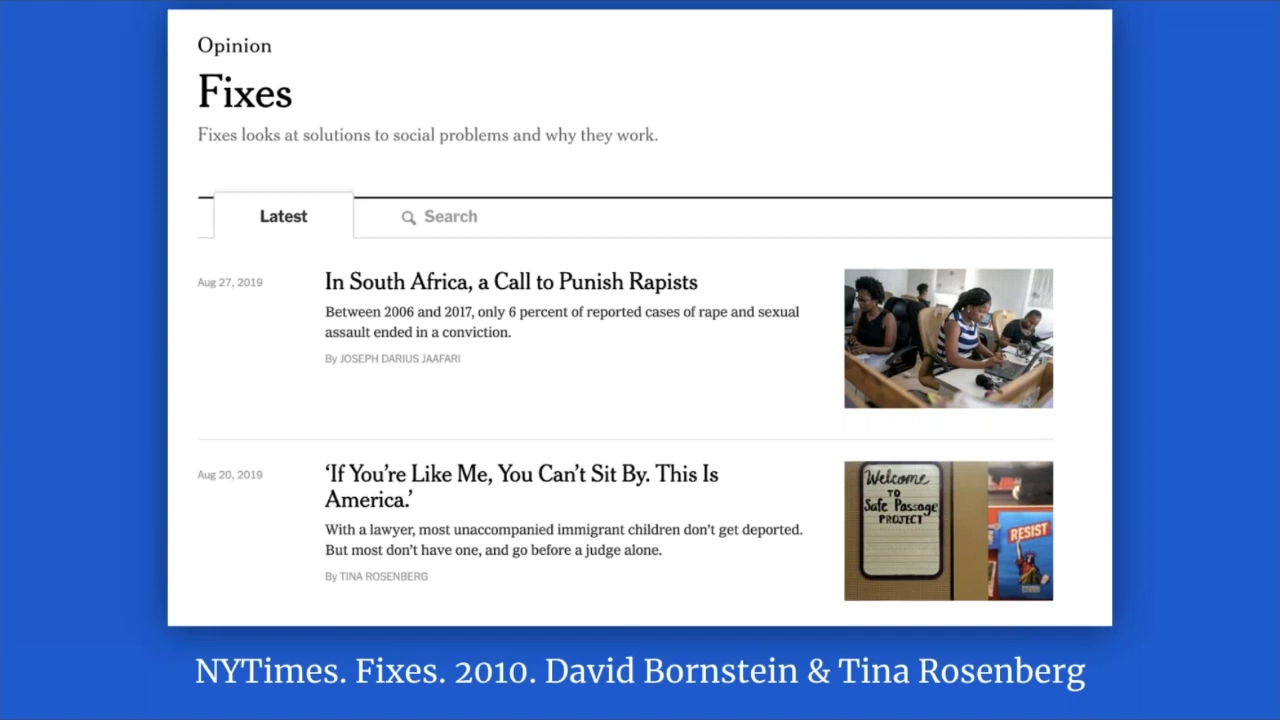 Opinion
Fixes
Fixes looks at solutions to social problems and why they work.
Latest
Search
Aug 27, 2019
In South Africa, a Call to Punish Rapists
Between 2006 and 2017, only 6 percent of reported cases of rape and sexual
assault ended in a conviction.
By JOSEPH DARIUS JAAFARI
Aug 20, 2019
‘If You’re Like Me, You Can’t Sit By. This Is
America.’
With a lawyer, most unaccompanied immigrant children don’t get deported.
But most don’t have one, and go before a judge alone.
By TINA ROSENBERG
Welcome
TO
Safe Passage
PROJECT
RESIST
NYTimes. Fixes. 2010. David Bornstein & Tina Rosenberg